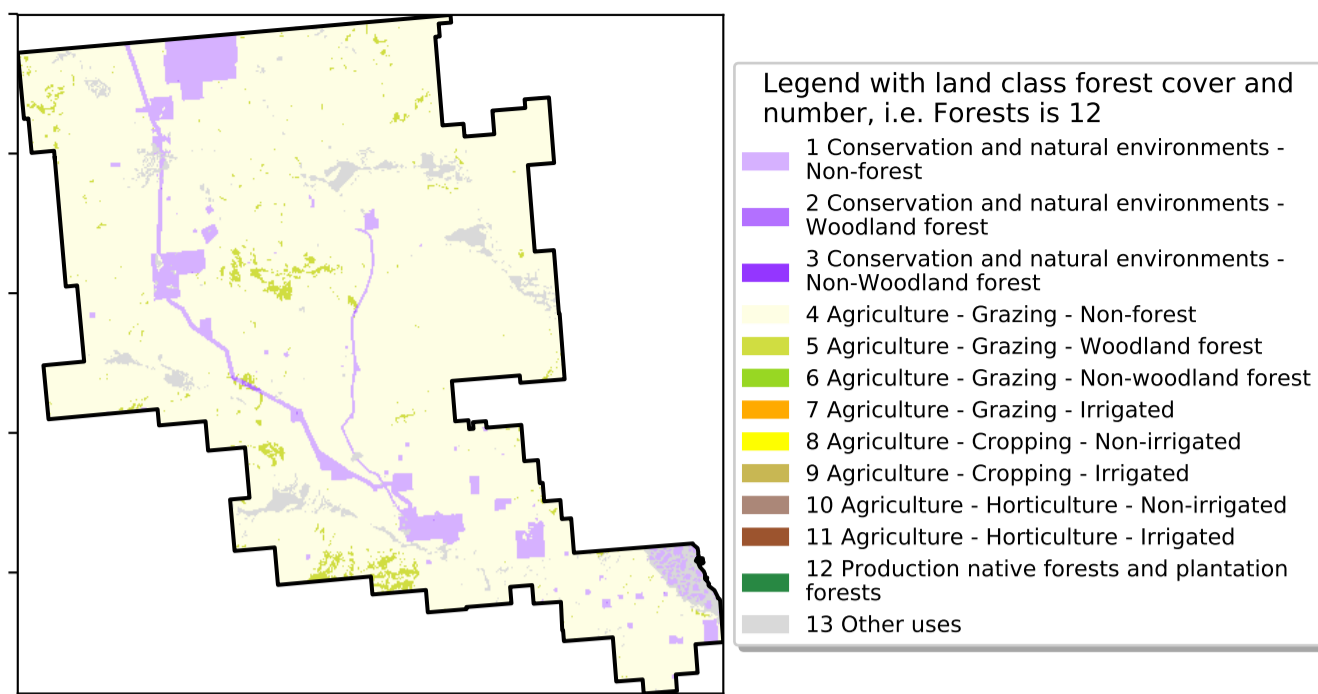 Legend with land class forest cover and
number, i.e. Forests is 12
1 Conservation and natural environments -
Non-forest
2 Conservation and natural environments -
Woodland forest
3 Conservation and natural environments -
Non-Woodland forest
4 Agriculture - Grazing - Non-forest
5 Agriculture - Grazing - Woodland forest
6 Agriculture - Grazing - Non-woodland forest
7 Agriculture - Grazing - Irrigated
8 Agriculture - Cropping - Non-irrigated
9 Agriculture - Cropping - Irrigated
10 Agriculture - Horticulture - Non-irrigated
11 Agriculture - Horticulture - Irrigated
12 Production native forests and plantation
forests
13 Other uses